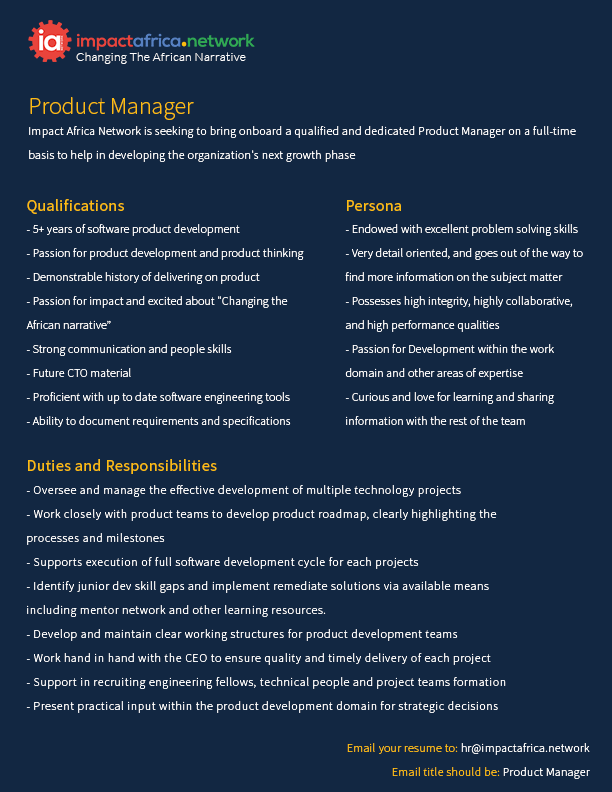 ia
impactafrica.network
Changing The African Narrative
Product Manager
Impact Africa Network is seeking to bring onboard a qualified and dedicated Product Manager on a full-time
basis to help in developing the organization's next growth phase
Qualifications
- 5+ years of software product development
- Passion for product development and product thinking
- Demonstrable history of delivering on product
- Passion for impact and excited about "Changing the
African narrative”
- Strong communication and people skills
- Future CTO material
- Proficient with up to date software engineering tools
- Ability to document requirements and specifications
Persona
- Endowed with excellent problem solving skills
- Very detail oriented, and goes out of the way to
find more information on the subject matter
- Possesses high integrity, highly collaborative,
and high performance qualities
- Passion for Development within the work
domain and other areas of expertise
- Curious and love for learning and sharing
information with the rest of the team
Duties and Responsibilities
- Oversee and manage the effective development of multiple technology projects
- Work closely with product teams to develop product roadmap, clearly highlighting the
processes and milestones
- Supports execution of full software development cycle for each projects
- Identify junior dev skill gaps and implement remediate solutions via available means
including mentor network and other learning resources.
- Develop and maintain clear working structures for product development teams
- Work hand in hand with the CEO to ensure quality and timely delivery of each project
- Support in recruiting engineering fellows, technical people and project teams formation
- Present practical input within the product development domain for strategic decisions
Email your resume to: hr@impactafrica.network
Email title should be: Product Manager